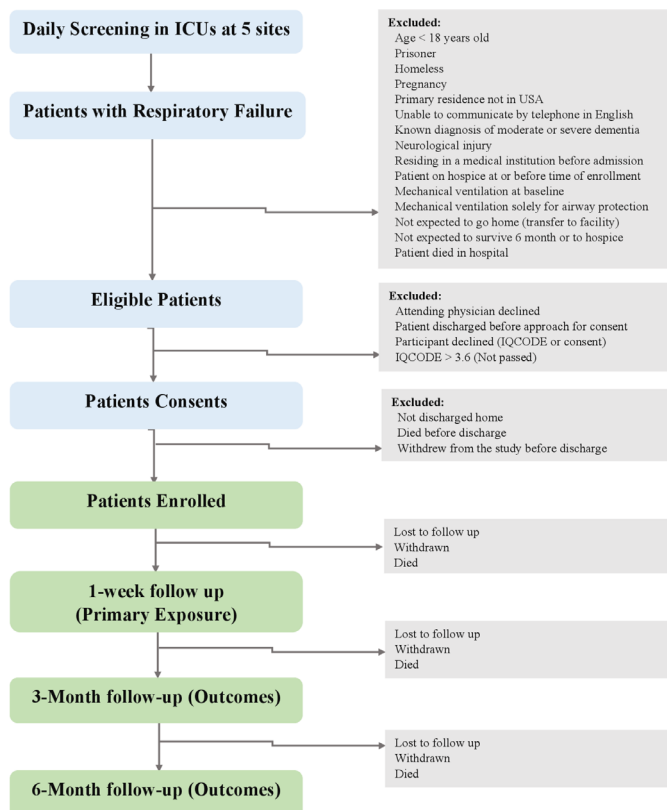 Daily Screening in ICUs at 5 sites
Patients with Respiratory Failure
Excluded:
Age < 18 years old
Prisoner
Homeless
Pregnancy
Primary residence not in USA
Unable to communicate by telephone in English
Known diagnosis of moderate or severe dementia
Neurological injury
Residing in a medical institution before admission
Patient on hospice at or before time of enrollment
Mechanical ventilation at baseline
Mechanical ventilation solely for airway protection
Not expected to go home (transfer to facility)
Not expected to survive 6 month or to hospice
Patient died in hospital
Eligible Patients
Excluded:
Attending physician declined
Patient discharged before approach for consent
Participant declined (IQCODE or consent)
IQCODE > 3.6 (Not passed)
Patients Consents
Excluded:
Not discharged home
Died before discharge
Withdrew from the study before discharge
Patients Enrolled
Lost to follow up
Withdrawn
Died
1-week follow up
(Primary Exposure)
Lost to follow up
Withdrawn
Died
3-Month follow-up (Outcomes)
Lost to follow up
Withdrawn
Died
6-Month follow-up (Outcomes)